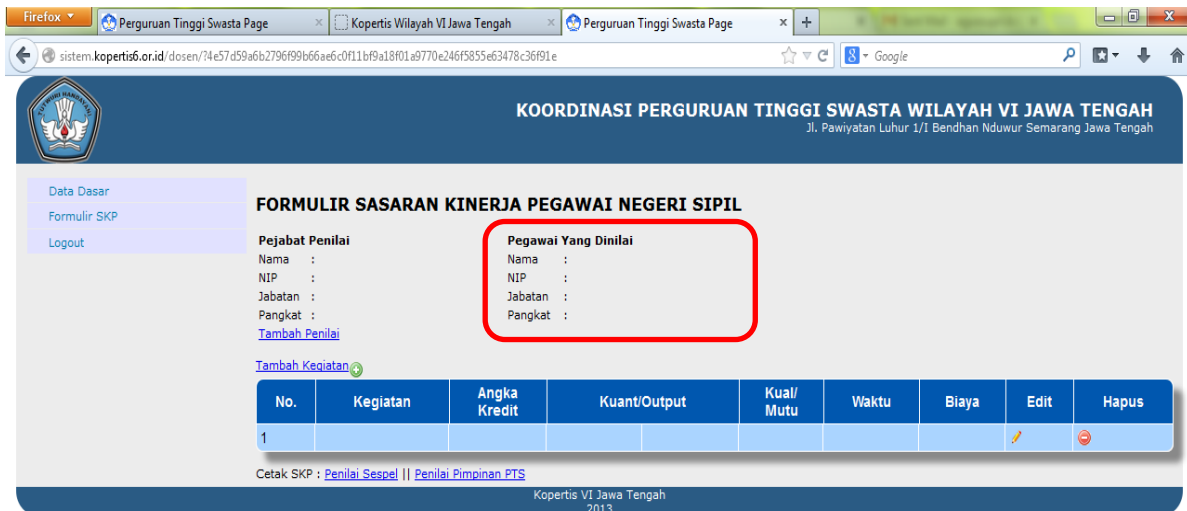 Firefox
Perguruan Tinggi Swasta Page
Kopertis Wilayah VI Jawa Tengah
Perguruan Tinggi Swasta Page
sistem.kopertis6.or.id/dosen/?4e57d59a6b2796f99b66ae6c0f11bf9a18f01a9770e246f5855e63478c36f91e
Google
KOORDINASI PERGURUAN TINGGI SWASTA WILAYAH VI JAWA TENGAH
Jl. Pawiyatan Luhur 1/I Bendhan Nduwur Semarang Jawa Tengah
Data Dasar
Formulir SKP
Logout
FORMULIR SASARAN KINERJA PEGAWAI NEGERI SIPIL
Pejabat Penilai
Nama :
NIP :
Jabatan :
Pangkat :
Tambah Penilai
Pegawai Yang Dinilai
Nama :
NIP :
Jabatan :
Pangkat :
Tambah Kegiatan
No. Kegiatan Angka Kredit Kuant/Output Kual/ Mutu Waktu Biaya Edit Hapus
1
Cetak SKP : Penilai Sespel || Penilai Pimpinan PTS
Kopertis VI Jawa Tengah
2013